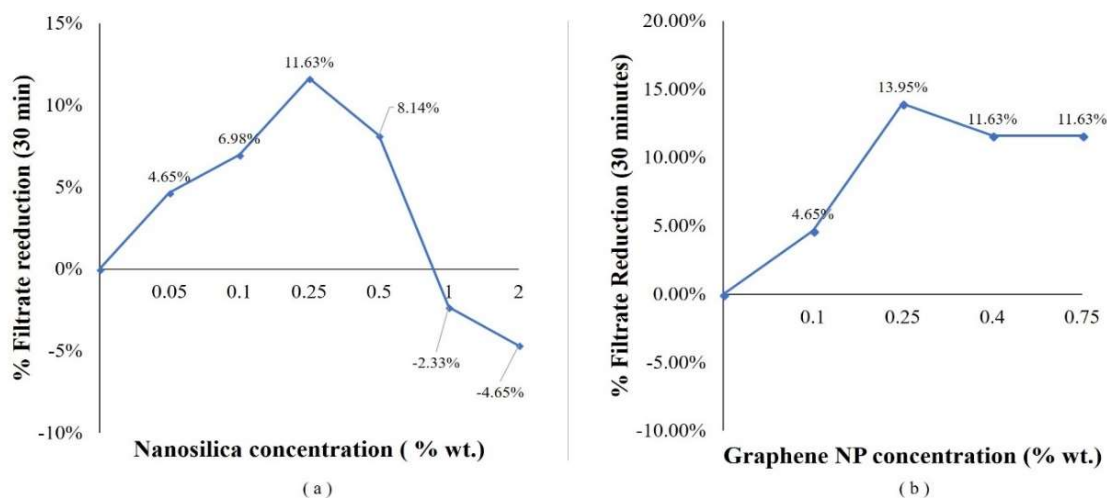 15%
10%
5%
0%
-5%
-10%
% Filtrate reeduction (30 min)
4.65%
6.98%
11.63%
8.14%
-2.33%
-4.65%
0.05 0.1 0.25 0.5 1 2
Nanosilica concentration ( % wt.)
( a )
20.00%
15.00%
10.00%
5.00%
0.00%
-5.00%
-10.00%
% Filtrate Reduction (30 minutes)
4.65%
13.95%
11.63%
11.63%
0.1 0.25 0.4 0.75
Graphene NP concentration (% wt.)
( b )